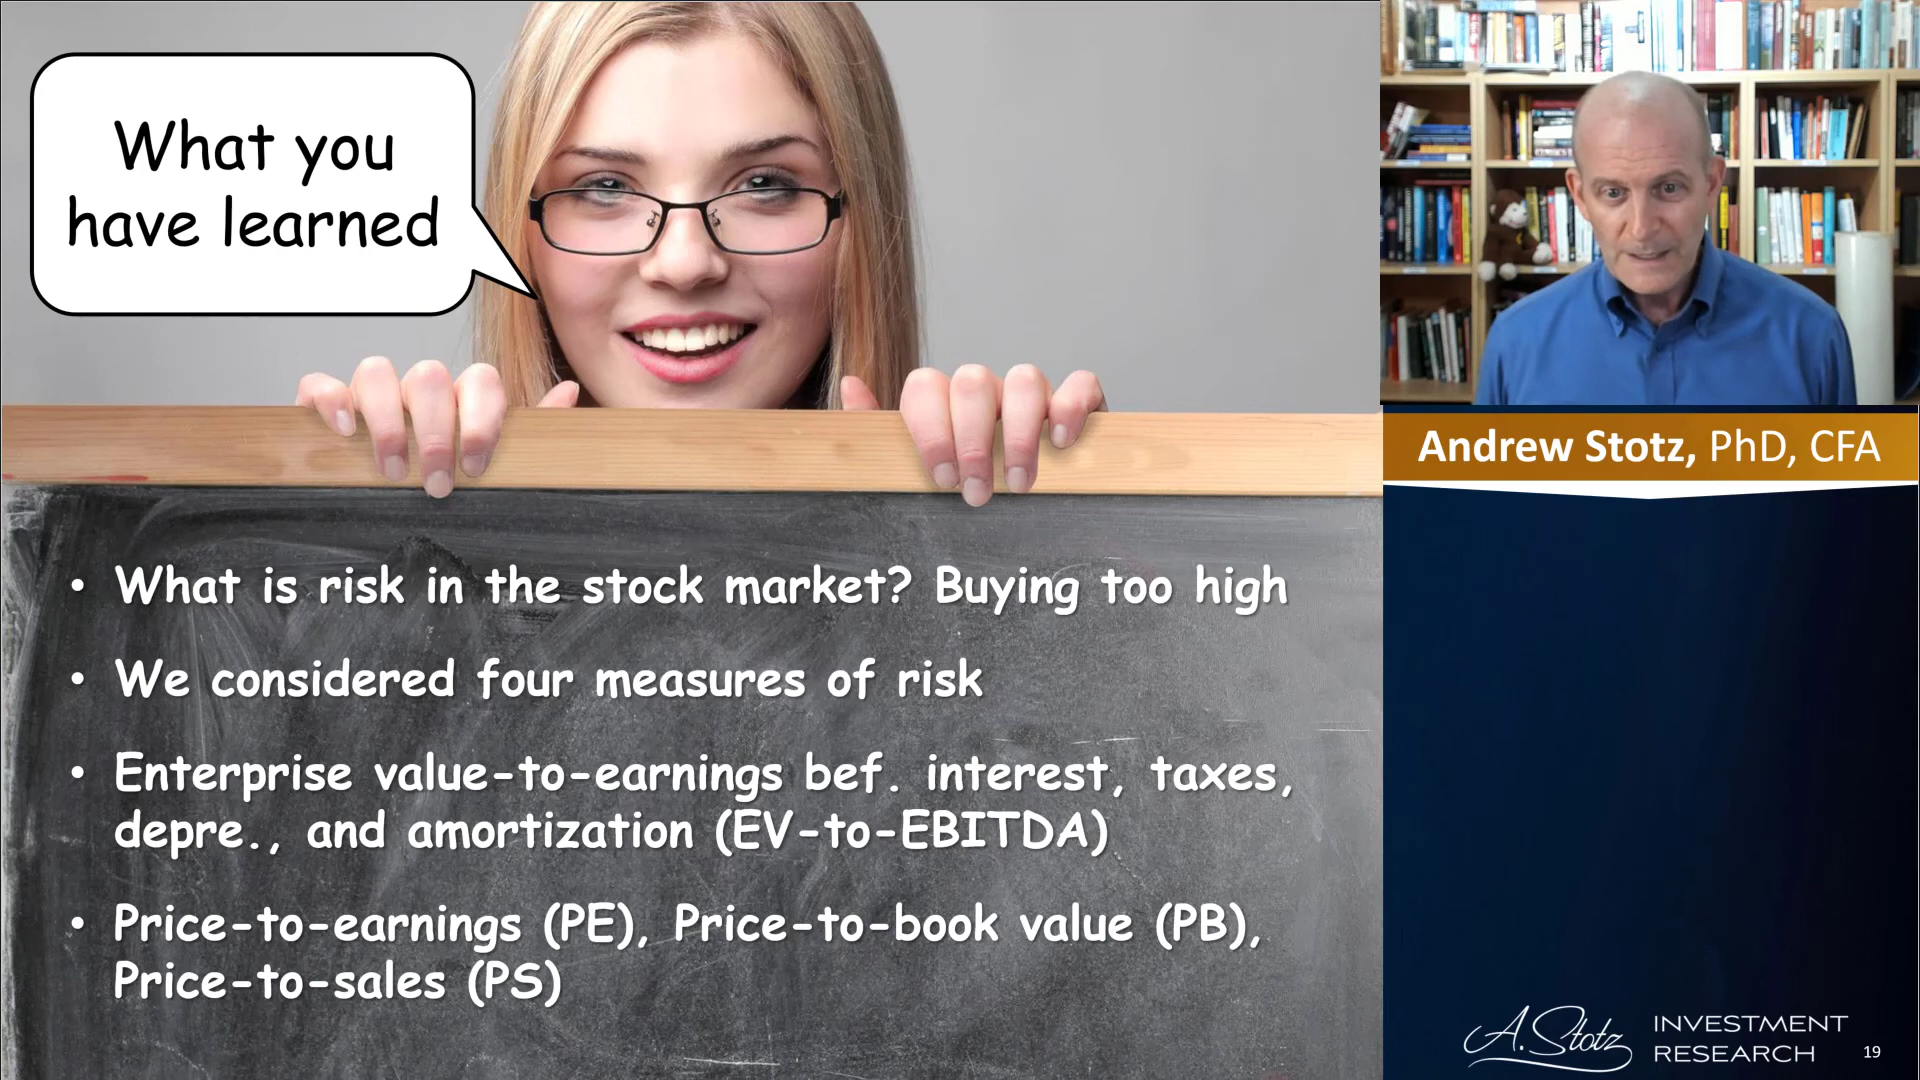 What you
have learned
• What is risk in the stock market? Buying too high
• We considered four measures of risk
• Enterprise value-to-earnings bef. interest, taxes,
depre., and amortization (EV-to-EBITDA)
• Price-to-earnings (PE), Price-to-book value (PB),
Price-to-sales (PS)
Andrew Stotz, PhD, CFA
A. Stotz
INVESTMENT
RESEARCH
19